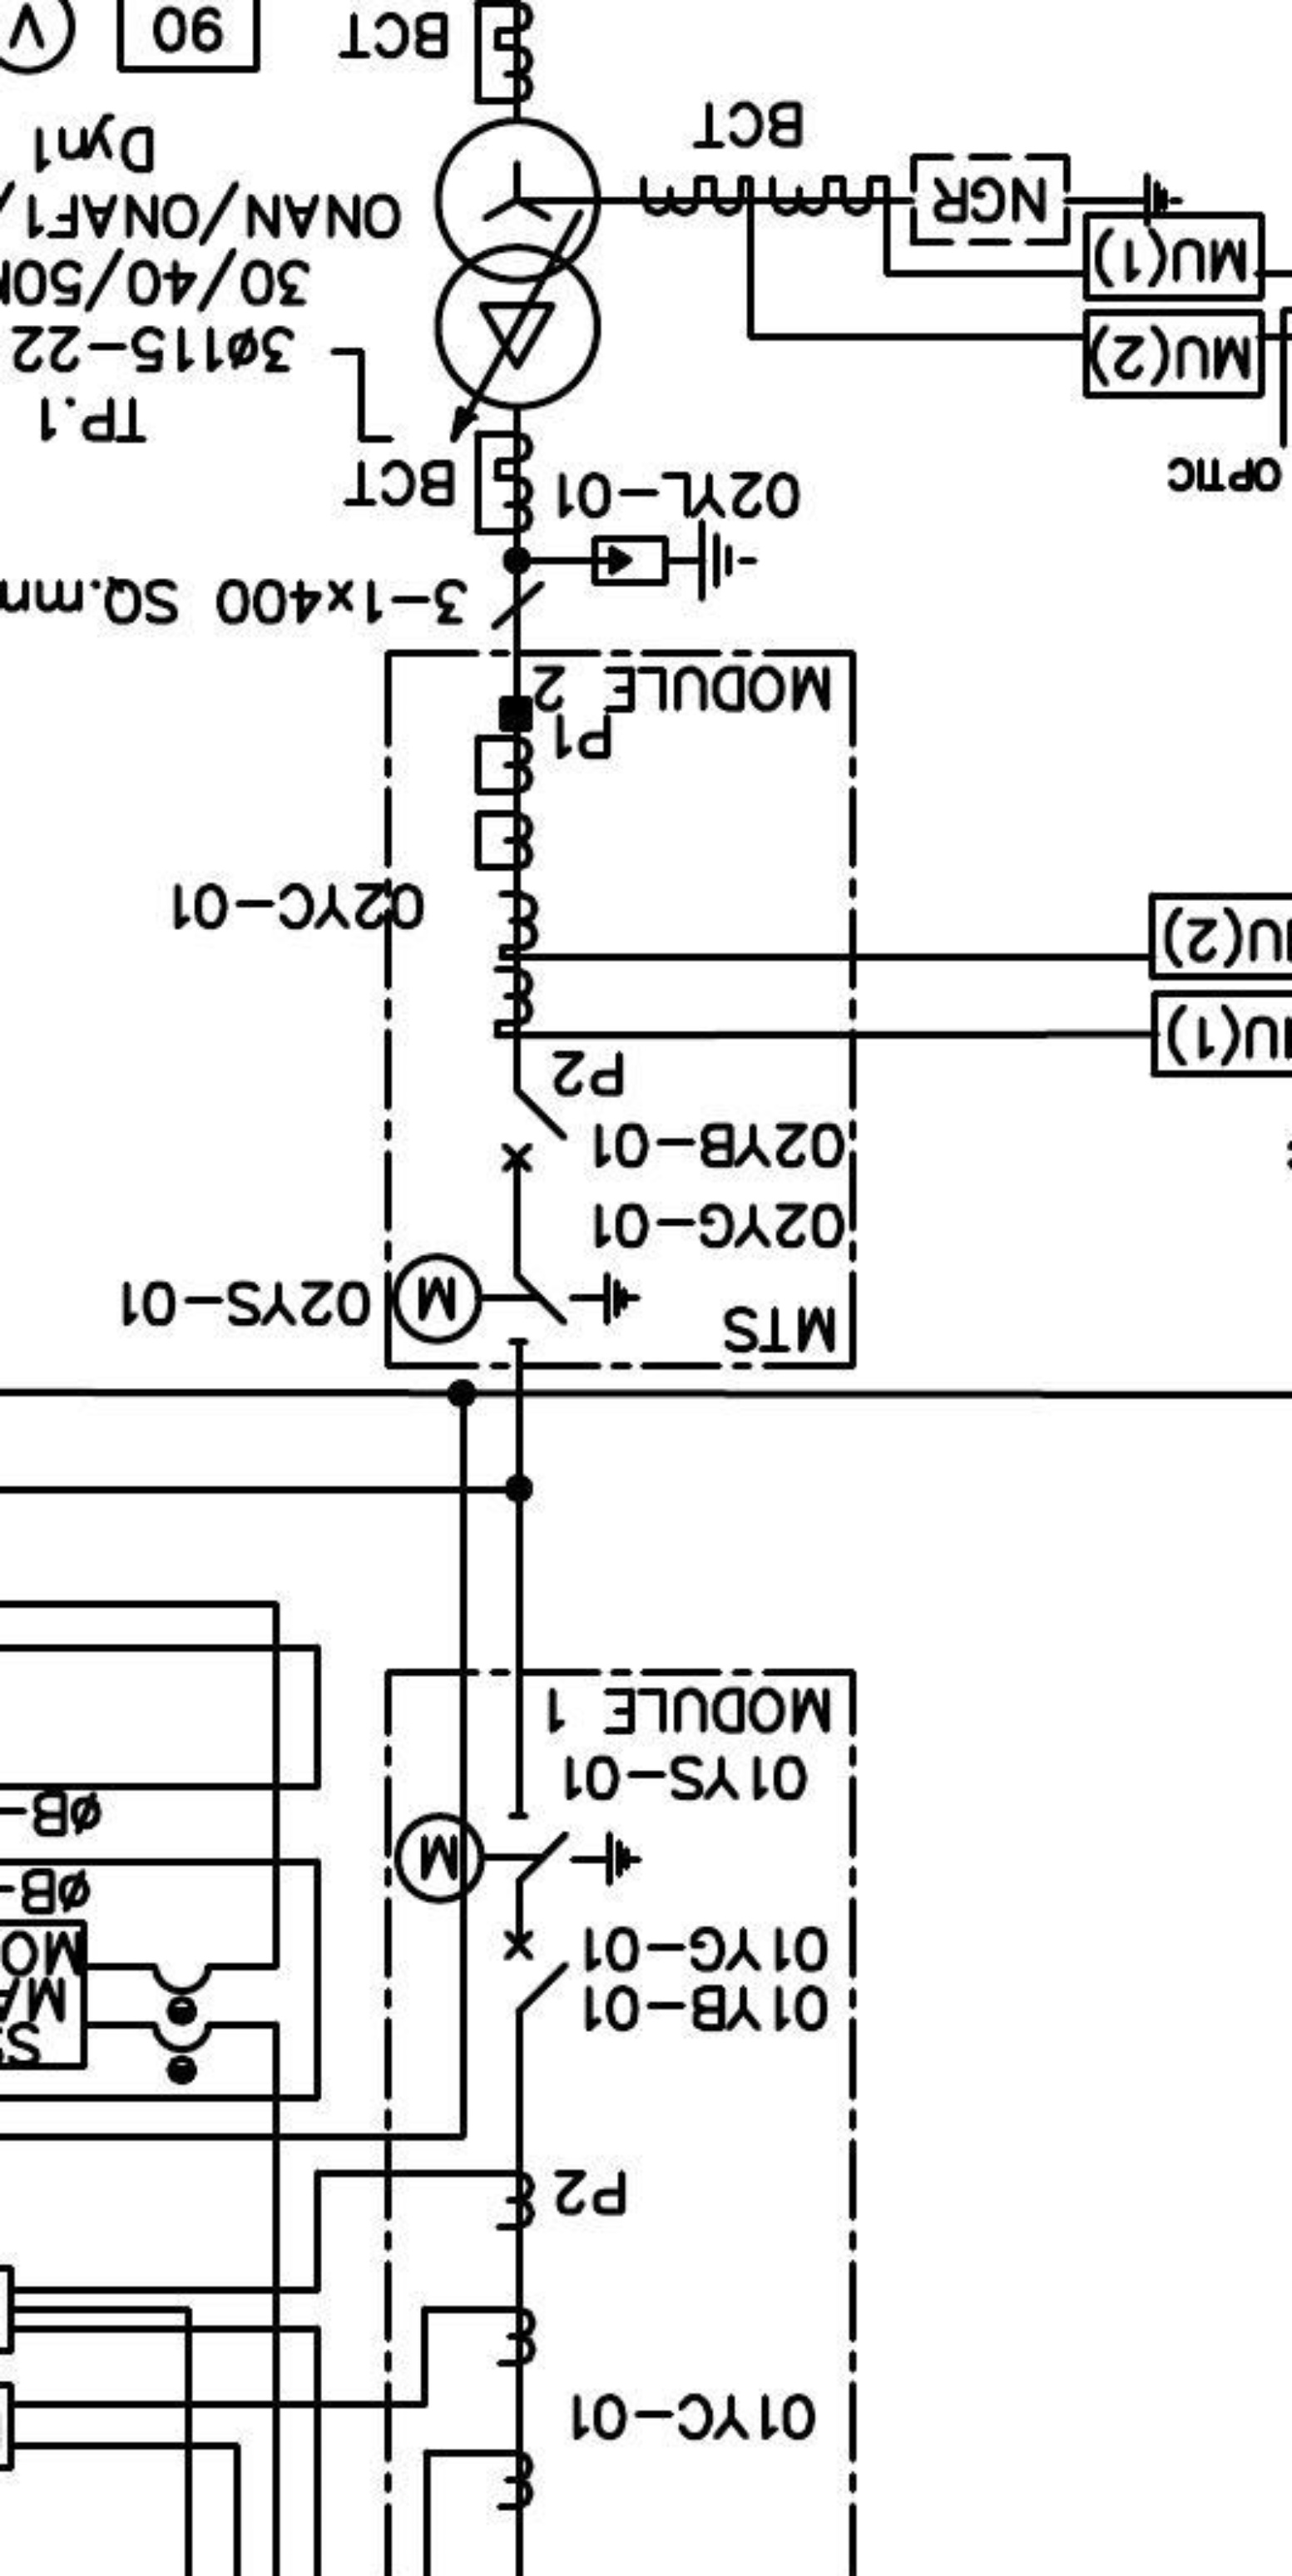 01YC-01
P2
01YB-01
01YG-01
øB-
M
øB-
01YS-01
MODULE 1
MTS
M
02YS-01
02YG-01
02YB-01
P2
U(1)
U(2)
02YC-01
P1
MODULE 2
3-1x400 SQ.mm
02YL-01
BCT
OPTIC
TP.1
MU(2)
3ø115-22
MU(1)
30/40/50
ONAN/ONAF1/
NGR
Dyn1
BCT
BCT
90
V